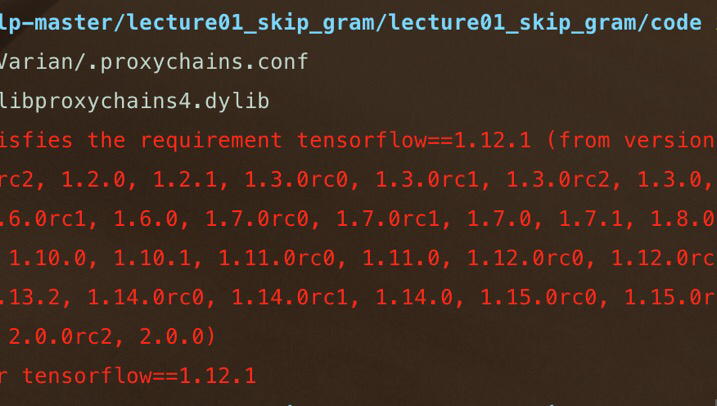 lp-master/lecture01_skip_gram/lecture01_skip_gram/code
Varian/.proxychains.conf
libproxychains4.dylib
isfies the requirement tensorflow==1.12.1 (from version
rc2, 1.2.0, 1.2.1, 1.3.0rc0, 1.3.0rc1, 1.3.0rc2, 1.3.0,
.6.0rc1, 1.6.0, 1.7.0rc0, 1.7.0rc1, 1.7.0, 1.7.1, 1.8.0
1.10.0, 1.10.1, 1.11.0rc0, 1.11.0, 1.12.0rc0, 1.12.0rc
.13.2, 1.14.0rc0, 1.14.0rc1, 1.14.0, 1.15.0rc0, 1.15.0r
2.0.0rc2, 2.0.0)
r tensorflow==1.12.1